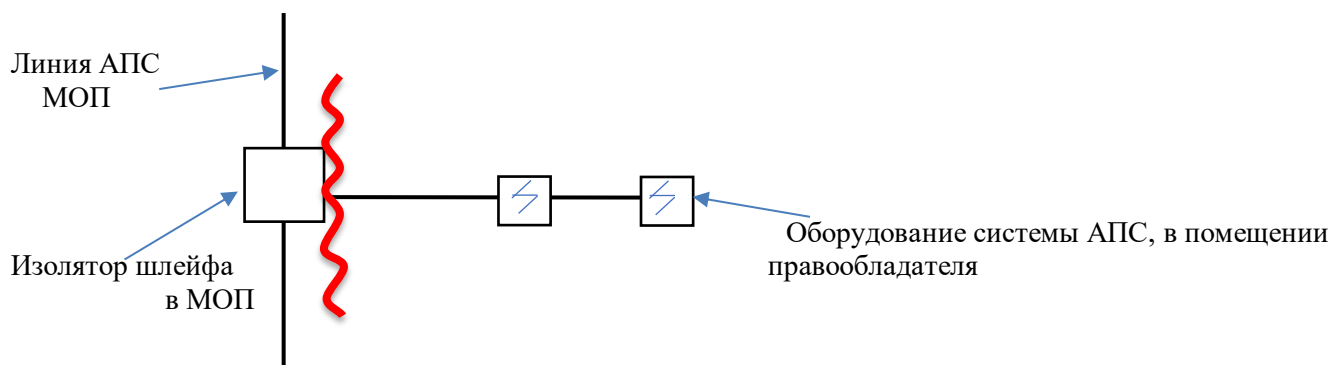 Линия АПС
МОП
Изолятор шлейфа
в МОП
Оборудование системы АПС, в помещении
правообладателя